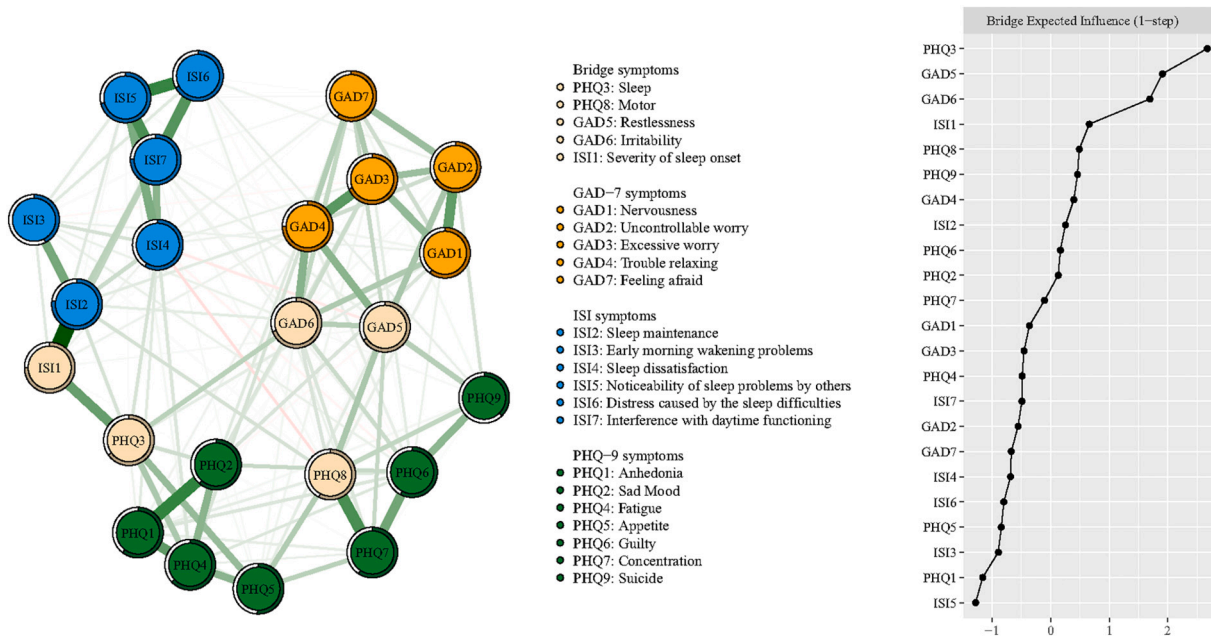 ISI6
ISI5
GAD7
ISI7
GAD2
GAD3
ISI3
GAD4
ISI4
GAD1
ISI2
GAD6
GAD5
ISI1
PHQ9
PHQ3
PHQ2
PHQ8
PHQ6
PHQ1
PHQ7
PHQ4
PHQ5
Bridge symptoms
PHQ3: Sleep
PHQ8: Motor
GAD5: Restlessness
GAD6: Irritability
ISI1: Severity of sleep onset
GAD−7 symptoms
GAD1: Nervousness
GAD2: Uncontrollable worry
GAD3: Excessive worry
GAD4: Trouble relaxing
GAD7: Feeling afraid
ISI symptoms
ISI2: Sleep maintenance
ISI3: Early morning wakening problems
ISI4: Sleep dissatisfaction
ISI5: Noticeability of sleep problems by others
ISI6: Distress caused by the sleep difficulties
ISI7: Interference with daytime functioning
PHQ−9 symptoms
PHQ1: Anhedonia
PHQ2: Sad Mood
PHQ4: Fatigue
PHQ5: Appetite
PHQ6: Guilty
PHQ7: Concentration
PHQ9: Suicide
Bridge Expected Influence (1−step)
PHQ3
GAD5
GAD6
ISI1
PHQ8
PHQ9
GAD4
ISI2
PHQ6
PHQ2
PHQ7
GAD1
GAD3
PHQ4
ISI7
GAD2
GAD7
ISI4
ISI6
PHQ5
ISI3
PHQ1
ISI5
−1 0 1 2